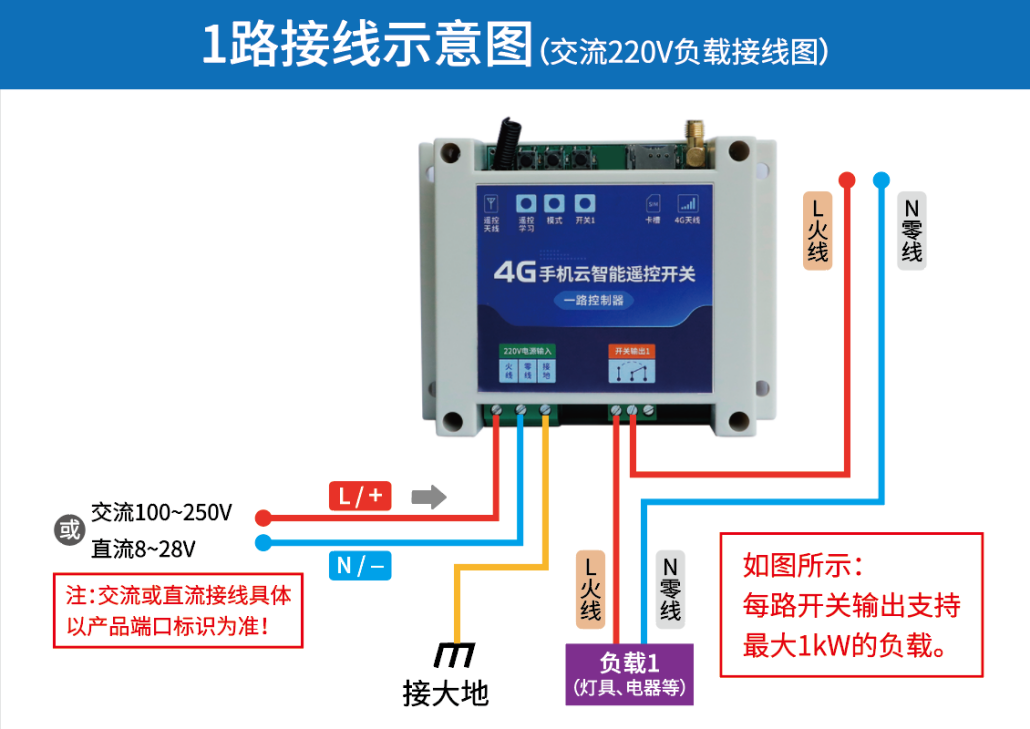 1路接线示意图(交流220V负载接线图)
遥控
天线
遥控
学习
模式
开关1
SIM
卡槽
4G天线
4G手机云智能遥控开关
一路控制器
220V电源输入
火线
零线
接地
开关输出1
L火线
N零线
L/+
或
交流100~250V
直流8~28V
N/−
注:交流或直流接线具体
以产品端口标识为准!
接大地
L火线
N零线
负载1
(灯具、电器等)
如图所示:
每路开关输出支持
最大1kW的负载。